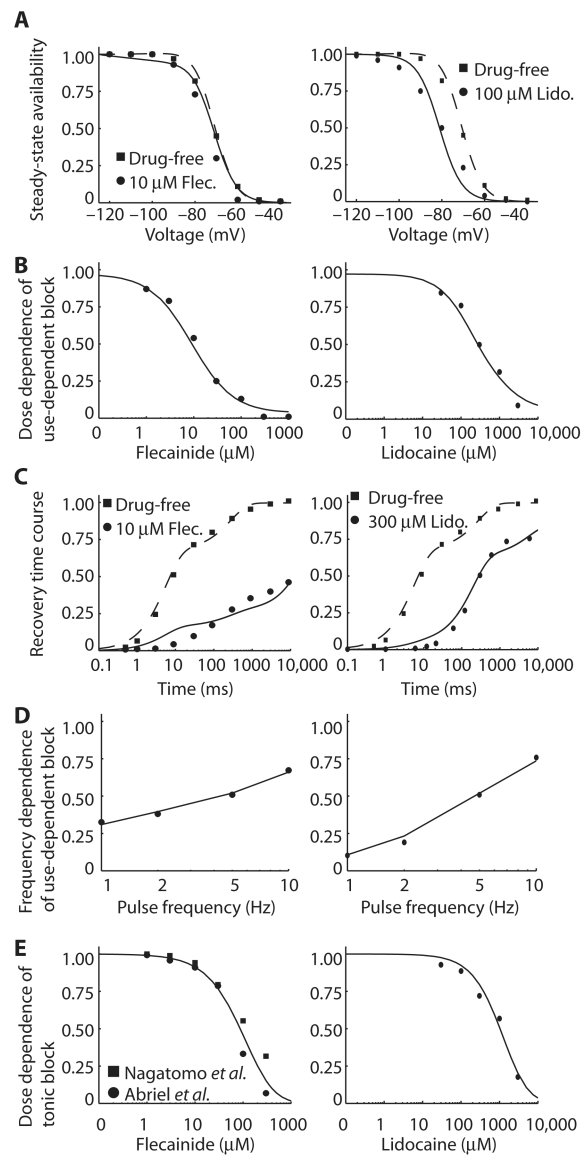 A
Steady-state availability
1.00
0.75
0.50
0.25
0
Drug-free
10 μM Flec.
−120 −100 −80 −60 −40
Voltage (mV)
1.00
0.75
0.50
0.25
0
Drug-free
100 μM Lido.
−120 −100 −80 −60 −40
Voltage (mV)
B
Dose dependence of
use-dependent block
1.00
0.75
0.50
0.25
0
0 1 10 100 1000
Flecainide (μM)
1.00
0.75
0.50
0.25
0
0 1 10 100 1000 10,000
Lidocaine (μM)
C
Recovery time course
1.00
0.75
0.50
0.25
0
Drug-free
10 μM Flec.
0.1 1 10 100 1000 10,000
Time (ms)
1.00
0.75
0.50
0.25
0
Drug-free
300 μM Lido.
0.1 1 10 100 1000 10,000
Time (ms)
D
Frequency dependence
of use-dependent block
1.00
0.75
0.50
0.25
0
1 2 5 10
Pulse frequency (Hz)
1.00
0.75
0.50
0.25
0
1 2 5 10
Pulse frequency (Hz)
E
Dose dependence of
tonic block
1.00
0.75
0.50
0.25
0
Nagatomo et al.
Abriel et al.
0 1 10 100 1000
Flecainide (μM)
1.00
0.75
0.50
0.25
0
0 1 10 100 1000 10,000
Lidocaine (μM)